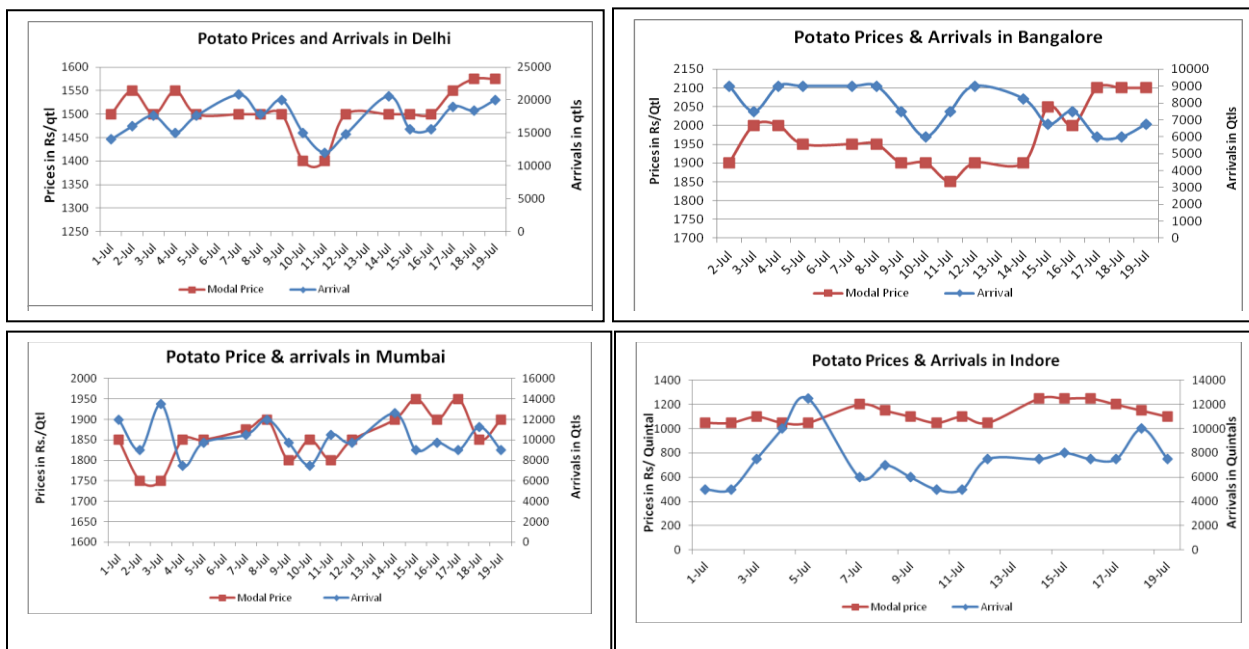 Potato Prices and Arrivals in Delhi
Prices in Rs/Qtl
1600
1550
1500
1450
1400
1350
1300
1250
25000
20000
15000
10000
5000
0
Arrivals in qtls
1-Jul
2-Jul
3-Jul
4-Jul
5-Jul
6-Jul
7-Jul
8-Jul
9-Jul
10-Jul
11-Jul
12-Jul
13-Jul
14-Jul
15-Jul
16-Jul
17-Jul
18-Jul
19-Jul
Modal Price
Arrival
Potato Prices & Arrivals in Bangalore
Prices in Rs/Qtl
2150
2100
2050
2000
1950
1900
1850
1800
1750
1700
10000
9000
8000
7000
6000
5000
4000
3000
2000
1000
0
Arrivals in Qtls
2-Jul
3-Jul
4-Jul
5-Jul
6-Jul
7-Jul
8-Jul
9-Jul
10-Jul
11-Jul
12-Jul
13-Jul
14-Jul
15-Jul
16-Jul
17-Jul
18-Jul
19-Jul
Modal Price
Arrival
Potato Price & arrivals in Mumbai
Prices in Rs,/Qtl
2000
1950
1900
1850
1800
1750
1700
1650
1600
16000
14000
12000
10000
8000
6000
4000
2000
0
Arrivals in Qtls
1-Jul
2-Jul
3-Jul
4-Jul
5-Jul
6-Jul
7-Jul
8-Jul
9-Jul
10-Jul
11-Jul
12-Jul
13-Jul
14-Jul
15-Jul
16-Jul
17-Jul
18-Jul
19-Jul
Modal Price
Arrival
Potato Prices & Arrivals in Indore
Prices in Rs/ Quintal
1400
1200
1000
800
600
400
200
0
14000
12000
10000
8000
6000
4000
2000
0
Arrivals in Quintals
1-Jul
3-Jul
5-Jul
7-Jul
9-Jul
11-Jul
13-Jul
15-Jul
17-Jul
19-Jul
Modal price
Arrival